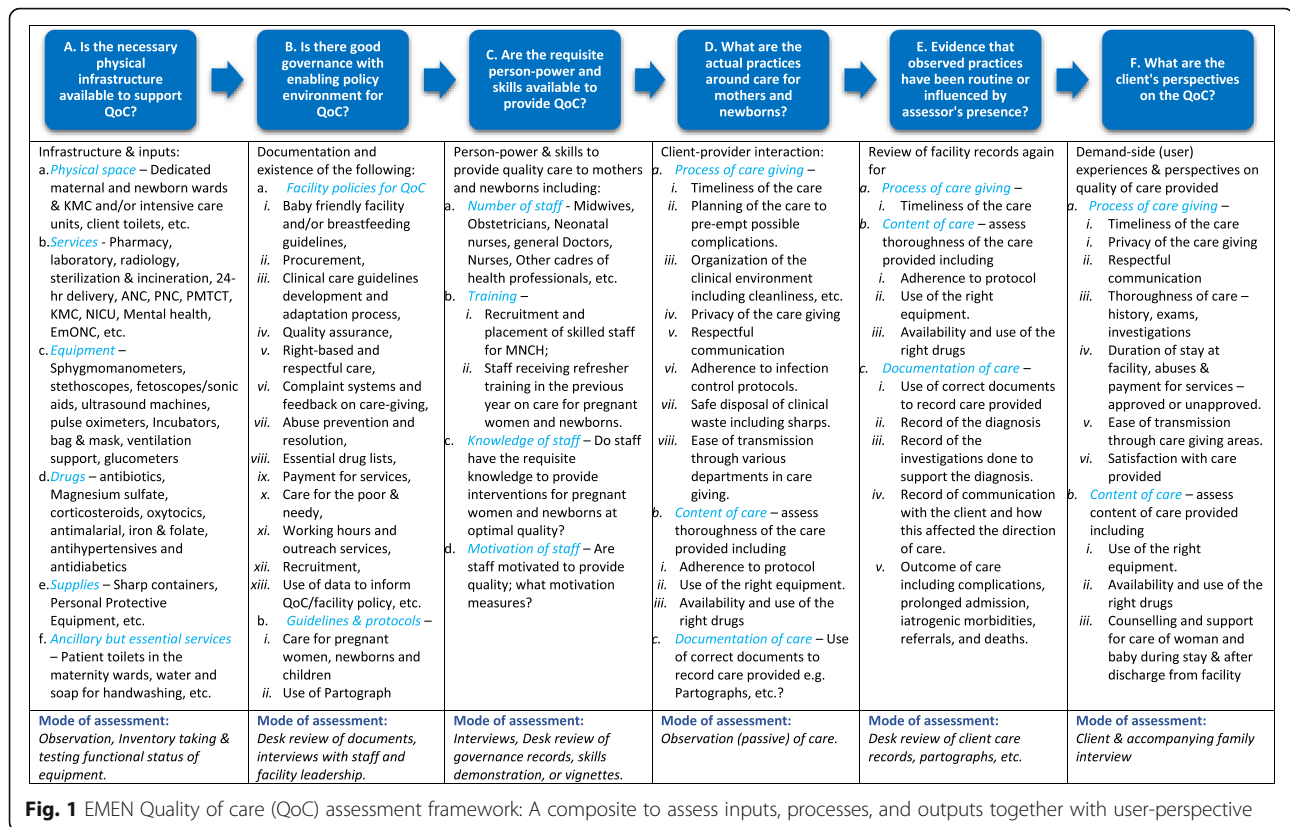 A. Is the necessary
physical
infrastructure
available to support
QoC?
B. Is there good
governance with
enabling policy
environment for
QoC?
C. Are the requisite
person-power and
skills available to
provide QoC?
D. What are the
actual practices
around care for
mothers and
newborns?
E. Evidence that
observed practices
have been routine or
influenced by
assessor's presence?
F. What are the
client's perspectives
on the QoC?
Infrastructure & inputs:
a. Physical space – Dedicated
maternal and newborn wards
& KMC and/or intensive care
units, client toilets, etc.
b. Services - Pharmacy,
laboratory, radiology,
sterilization & incineration, 24-
hr delivery, ANC, PNC, PMTCT,
KMC, NICU, Mental health,
EmONC, etc.
c. Equipment –
Sphygmomanometers,
stethoscopes, fetoscopes/sonic
aids, ultrasound machines,
pulse oximeters, Incubators,
bag & mask, ventilation
support, glucometers
d. Drugs – antibiotics,
Magnesium sulfate,
corticosteroids, oxytocics,
antimalarial, iron & folate,
antihypertensives and
antidiabetics
e. Supplies – Sharp containers,
Personal Protective
Equipment, etc.
f. Ancillary but essential services
– Patient toilets in the
maternity wards, water and
soap for handwashing, etc.
Documentation and
existence of the following:
a. Facility policies for QoC
i. Baby friendly facility
and/or breastfeeding
guidelines,
ii. Procurement,
iii. Clinical care guidelines
development and
adaptation process,
iv. Quality assurance,
v. Right-based and
respectful care,
vi. Complaint systems and
feedback on care-giving,
vii. Abuse prevention and
resolution,
viii. Essential drug lists,
ix. Payment for services,
x. Care for the poor &
needy,
xi. Working hours and
outreach services,
xii. Recruitment,
xiii. Use of data to inform
QoC/facility policy, etc.
b. Guidelines & protocols –
i. Care for pregnant
women, newborns and
children
ii. Use of Partograph
Person-power & skills to
provide quality care to mothers
and newborns including:
a. Number of staff - Midwives,
Obstetricians, Neonatal
nurses, general Doctors,
Nurses, Other cadres of
health professionals, etc.
b. Training –
i. Recruitment and
placement of skilled staff
for MNCH;
ii. Staff receiving refresher
training in the previous
year on care for pregnant
women and newborns.
c. Knowledge of staff – Do staff
have the requisite
knowledge to provide
interventions for pregnant
women and newborns at
optimal quality?
d. Motivation of staff – Are
staff motivated to provide
quality; what motivation
measures?
Client-provider interaction:
a. Process of care giving –
i. Timeliness of the care
ii. Planning of the care to
pre-empt possible
complications.
iii. Organization of the
clinical environment
including cleanliness, etc.
iv. Privacy of the care giving
v. Respectful
communication
vi. Adherence to infection
control protocols.
vii. Safe disposal of clinical
waste including sharps.
viii. Ease of transmission
through various
departments in care
giving.
b. Content of care – assess
thoroughness of the care
provided including
i. Adherence to protocol
ii. Use of the right equipment.
iii. Availability and use of the
right drugs
c. Documentation of care – Use
of correct documents to
record care provided e.g.
Partographs, etc.?
Review of facility records again
for
a. Process of care giving –
i. Timeliness of the care
b. Content of care – assess
thoroughness of the care
provided including
i. Adherence to protocol
ii. Use of the right
equipment.
iii. Availability and use of the
right drugs
c. Documentation of care –
i. Use of correct documents
to record care provided
ii. Record of the diagnosis
iii. Record of the
investigations done to
support the diagnosis.
iv. Record of communication
with the client and how
this affected the direction
of care.
v. Outcome of care
including complications,
prolonged admission,
iatrogenic morbidities,
referrals, and deaths.
Demand-side (user)
experiences & perspectives on
quality of care provided
a. Process of care giving –
i. Timeliness of the care
i. Privacy of the care giving
ii. Respectful
communication
iii. Thoroughness of care –
history, exams,
investigations
iv. Duration of stay at
facility, abuses &
payment for services –
approved or unapproved.
v. Ease of transmission
through care giving areas.
vi. Satisfaction with care
provided
b. Content of care – assess
content of care provided
including
i. Use of the right
equipment.
ii. Availability and use of the
right drugs
iii. Counselling and support
for care of woman and
baby during stay & after
discharge from facility
Mode of assessment:
Observation, Inventory taking &
testing functional status of
equipment.
Mode of assessment:
Desk review of documents,
interviews with staff and
facility leadership.
Mode of assessment:
Interviews, Desk review of
governance records, skills
demonstration, or vignettes.
Mode of assessment:
Observation (passive) of care.
Mode of assessment:
Desk review of client care
records, partographs, etc.
Mode of assessment:
Client & accompanying family
interview
Fig. 1 EMEN Quality of care (QoC) assessment framework: A composite to assess inputs, processes, and outputs together with user-perspective